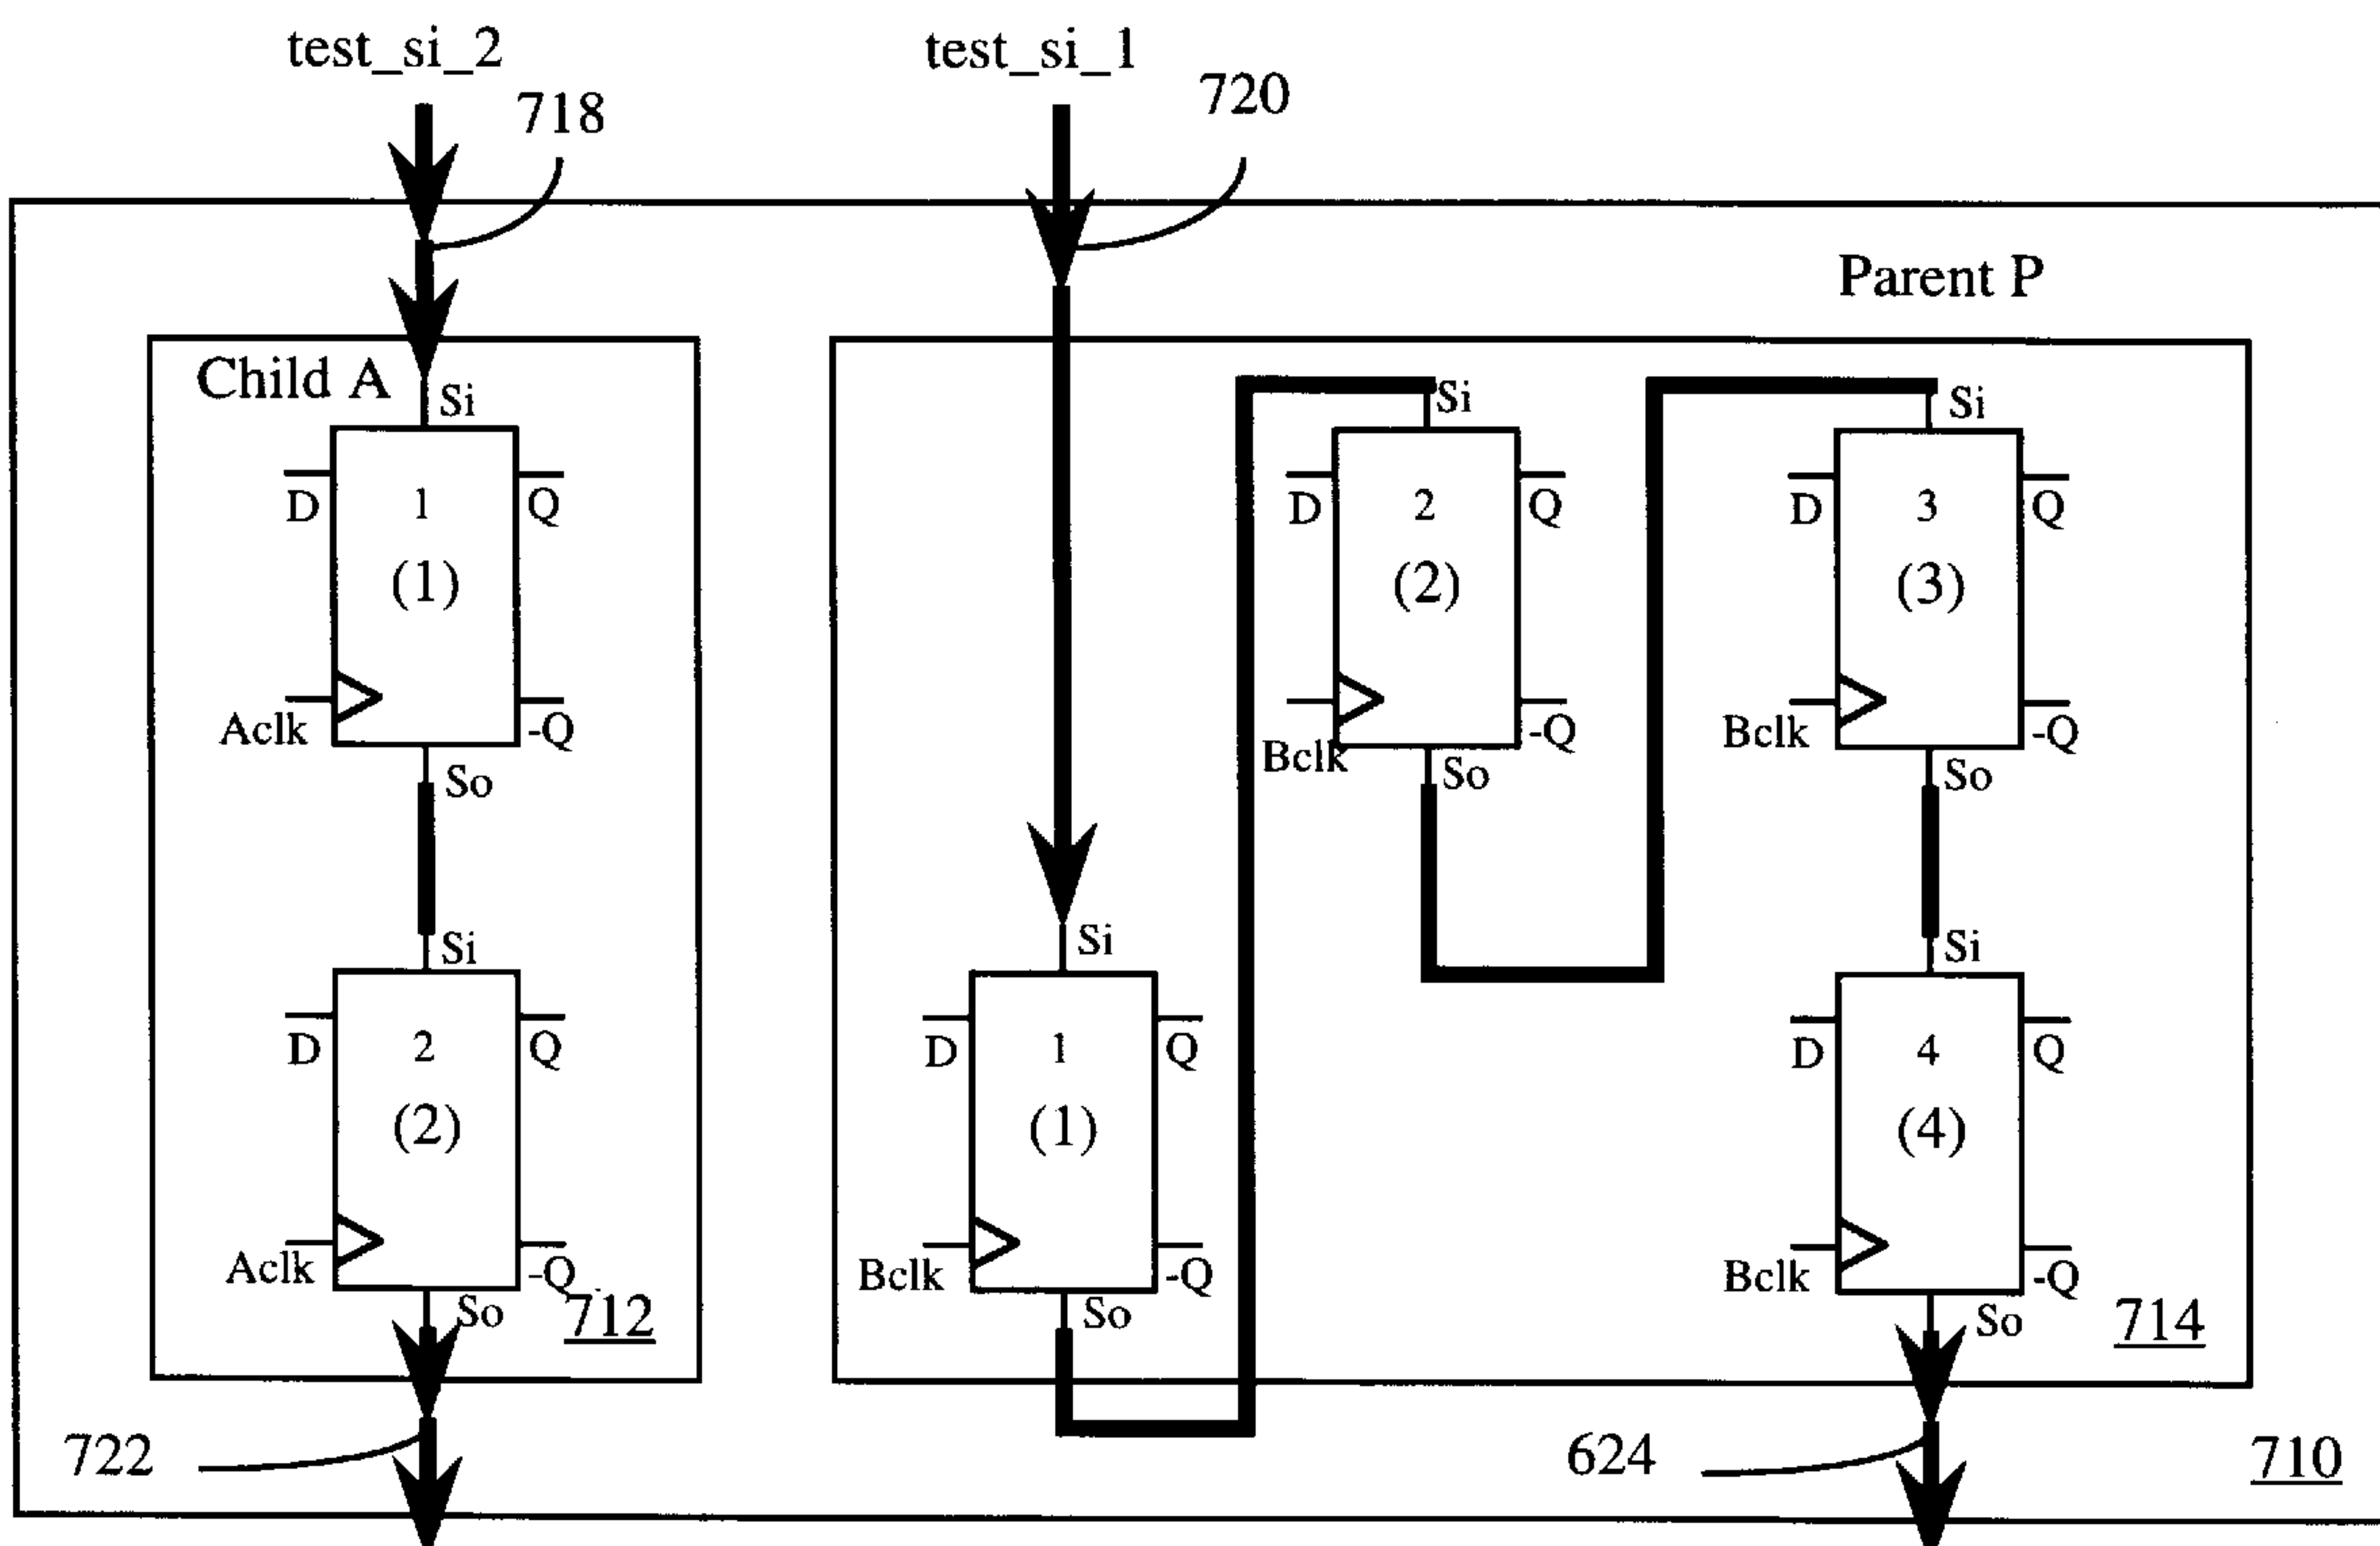 test_si_2
test_si_1
718
720
Parent P
Child A
Si
Si
Si
D
1
Q
(1)
D
2
Q
(2)
D
3
Q
(3)
Aclk
-Q
Bclk
-Q
Bclk
-Q
So
So
So
Si
Si
Si
D
2
Q
(2)
D
1
Q
(1)
D
4
Q
(4)
Aclk
-Q
Bclk
-Q
Bclk
-Q
So
712
So
So
714
722
624
710